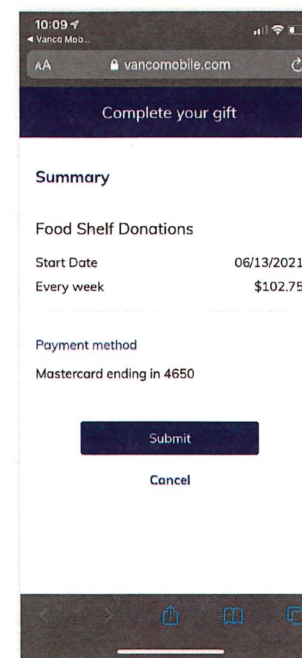 10:09
◀ Vanco Mob...
AA vancomobile.com
Complete your gift
Summary
Food Shelf Donations
Start Date 06/13/2021
Every week $102.75
Payment method
Mastercard ending in 4650
Submit
Cancel